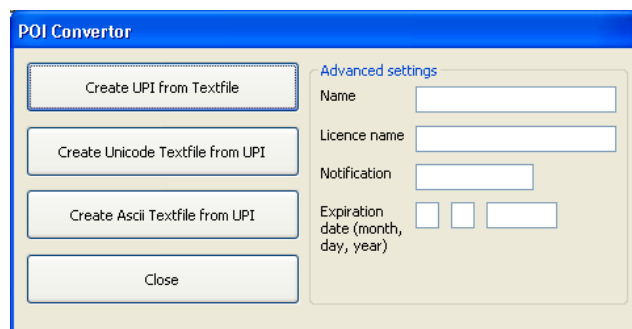 POI Convertor
Create UPI from Textfile
Create Unicode Textfile from UPI
Create Ascii Textfile from UPI
Close
Advanced settings
Name
Licence name
Notification
Expiration
date (month,
day, year)